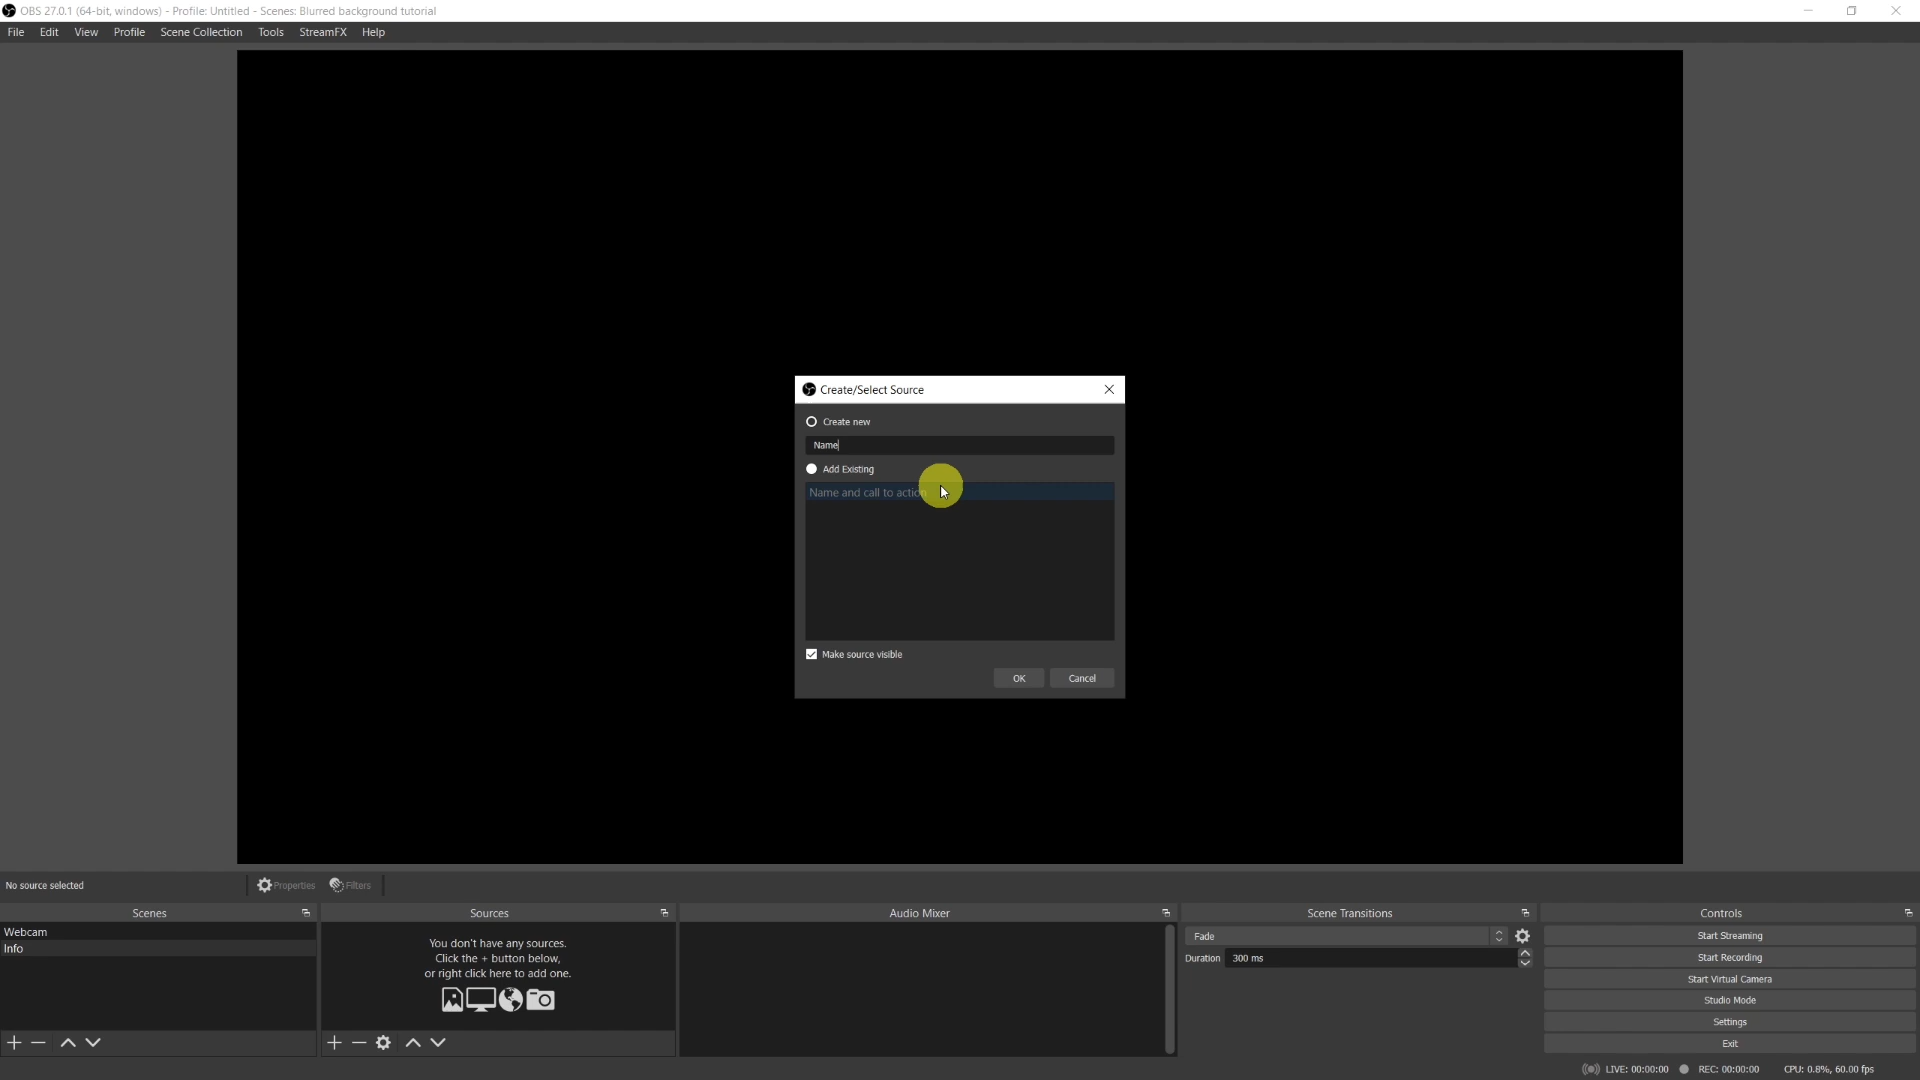 OBS 27.0.1 (64-bit, windows) - Profile: Untitled - Scenes: Blurred background tutorial
File Edit View Profile Scene Collection Tools StreamFX Help
Create/Select Source
Create new
Name
Add Existing
Name and call to action
Make source visible
OK Cancel
No source selected Properties Filters
Scenes
Webcam
Info
Sources
You don't have any sources.
Click the + button below,
or right click here to add one.
Audio Mixer
Scene Transitions
Fade
Duration 300 ms
Controls
Start Streaming
Start Recording
Start Virtual Camera
Studio Mode
Settings
Exit
LIVE: 00:00:00 REC: 00:00:00 CPU: 0.8%, 60.00 fps